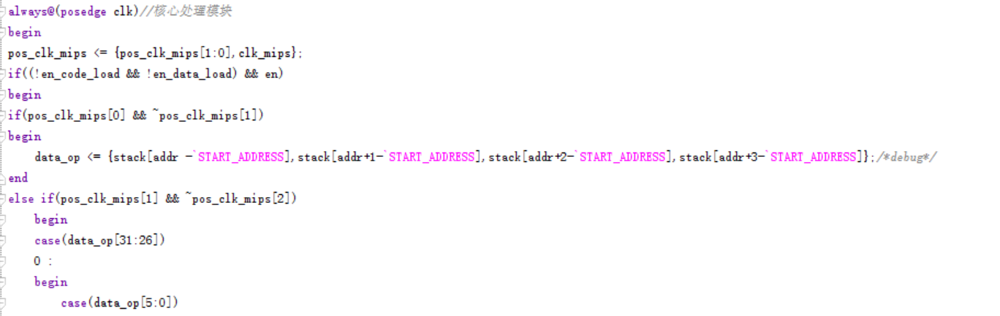 always@(posedge clk)//核心处理模块
begin
pos_clk_mips <= {pos_clk_mips[1:0],clk_mips};
if((!en_code_load && !en_data_load) && en)
begin
if(pos_clk_mips[0] && ~pos_clk_mips[1])
begin
data_op <= {stack[addr -`START_ADDRESS],stack[addr+1-`START_ADDRESS],stack[addr+2-`START_ADDRESS],stack[addr+3-`START_ADDRESS]};/*debug*/
end
else if(pos_clk_mips[1] && ~pos_clk_mips[2])
begin
case(data_op[31:26])
0 :
begin
case(data_op[5:0])